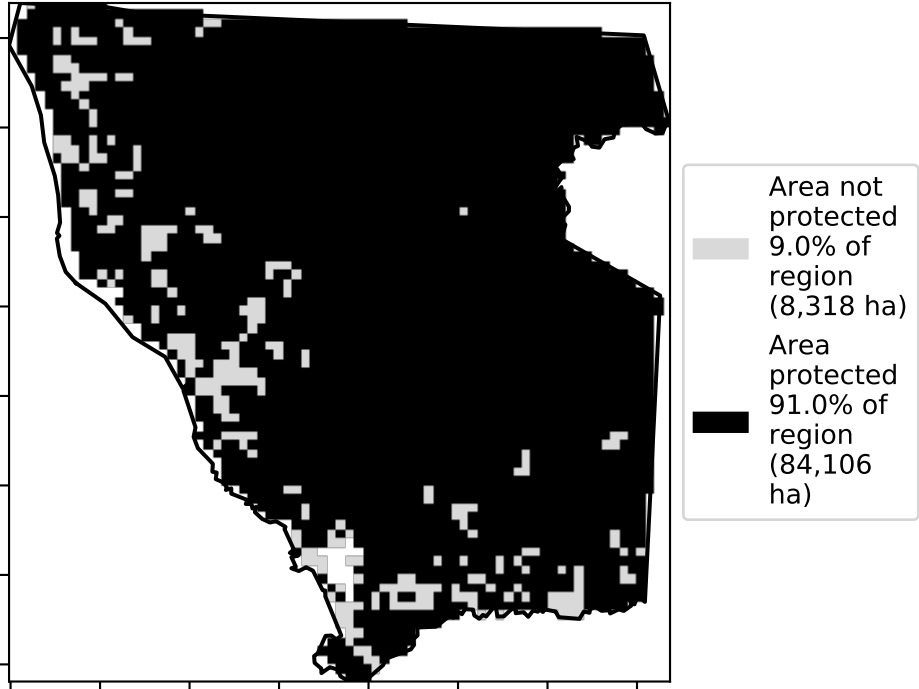 Area not
protected
9.0% of
region
(8,318 ha)
Area
protected
91.0% of
region
(84,106
ha)